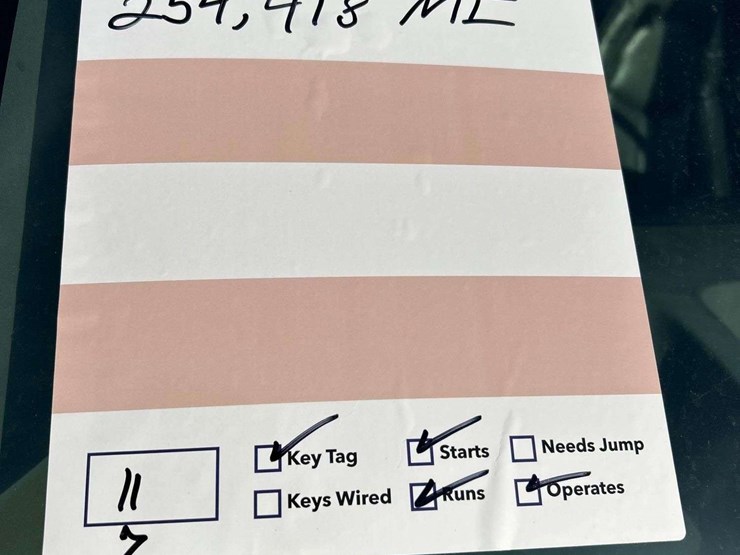 254,418 MI
Key Tag Starts Needs Jump
11 Keys Wired Runs Operates